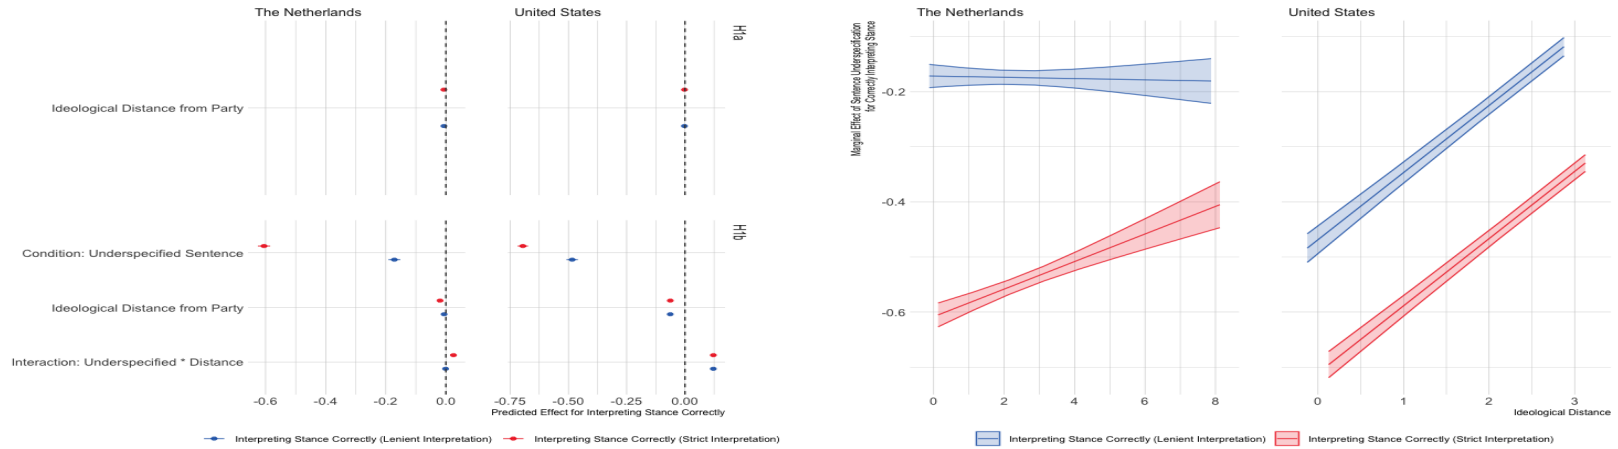 The Netherlands
United States
H1a
Ideological Distance from Party
H1b
Condition: Underspecified Sentence
Ideological Distance from Party
Interaction: Underspecified * Distance
-0.6 -0.4 -0.2 0.0
-0.75 -0.50 -0.25 0.00
Predicted Effect for Interpreting Stance Correctly
Interpreting Stance Correctly (Lenient Interpretation)
Interpreting Stance Correctly (Strict Interpretation)
The Netherlands
United States
Marginal Effect of Sentence Underspecification
for Correctly Interpreting Stance
-0.2
-0.4
-0.6
0 2 4 6 8
0 1 2 3
Ideological Distance
Interpreting Stance Correctly (Lenient Interpretation)
Interpreting Stance Correctly (Strict Interpretation)